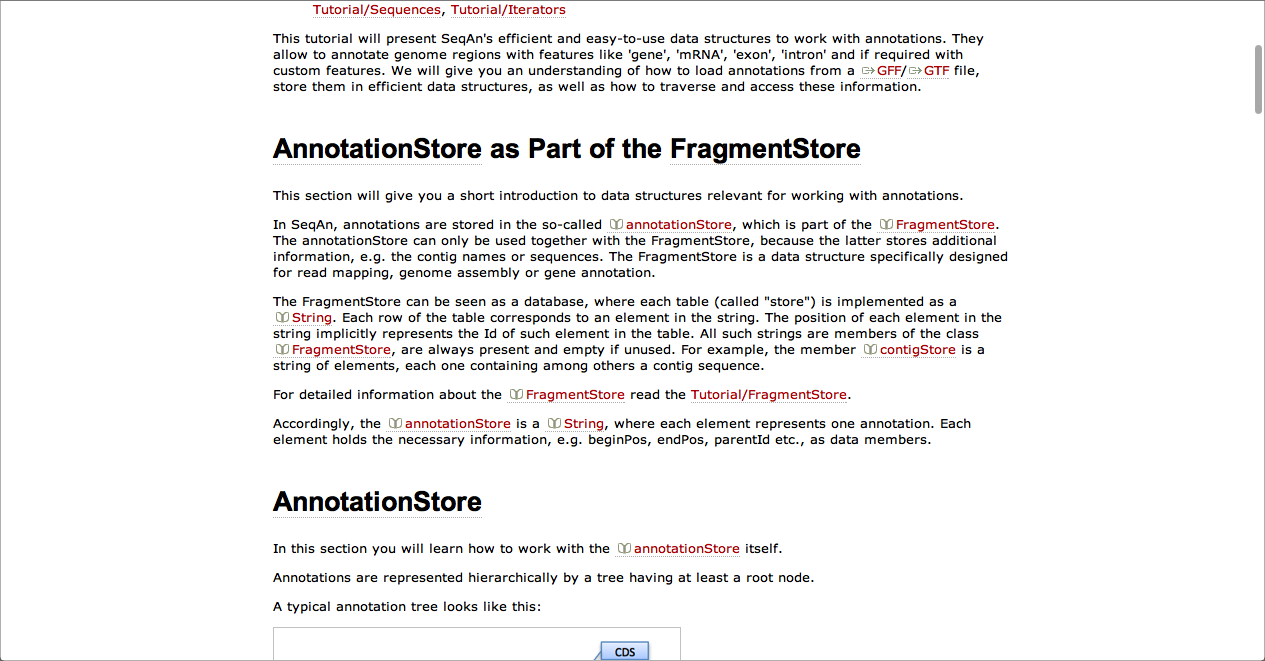 Tutorial/Sequences, Tutorial/Iterators
This tutorial will present SeqAn's efficient and easy-to-use data structures to work with annotations. They
allow to annotate genome regions with features like 'gene', 'mRNA', 'exon', 'intron' and if required with
custom features. We will give you an understanding of how to load annotations from a GFF/GTF file,
store them in efficient data structures, as well as how to traverse and access these information.
AnnotationStore as Part of the FragmentStore
This section will give you a short introduction to data structures relevant for working with annotations.
In SeqAn, annotations are stored in the so-called annotationStore, which is part of the FragmentStore.
The annotationStore can only be used together with the FragmentStore, because the latter stores additional
information, e.g. the contig names or sequences. The FragmentStore is a data structure specifically designed
for read mapping, genome assembly or gene annotation.
The FragmentStore can be seen as a database, where each table (called "store") is implemented as a
String. Each row of the table corresponds to an element in the string. The position of each element in the
string implicitly represents the Id of such element in the table. All such strings are members of the class
FragmentStore, are always present and empty if unused. For example, the member contigStore is a
string of elements, each one containing among others a contig sequence.
For detailed information about the FragmentStore read the Tutorial/FragmentStore.
Accordingly, the annotationStore is a String, where each element represents one annotation. Each
element holds the necessary information, e.g. beginPos, endPos, parentId etc., as data members.
AnnotationStore
In this section you will learn how to work with the annotationStore itself.
Annotations are represented hierarchically by a tree having at least a root node.
A typical annotation tree looks like this:
CDS